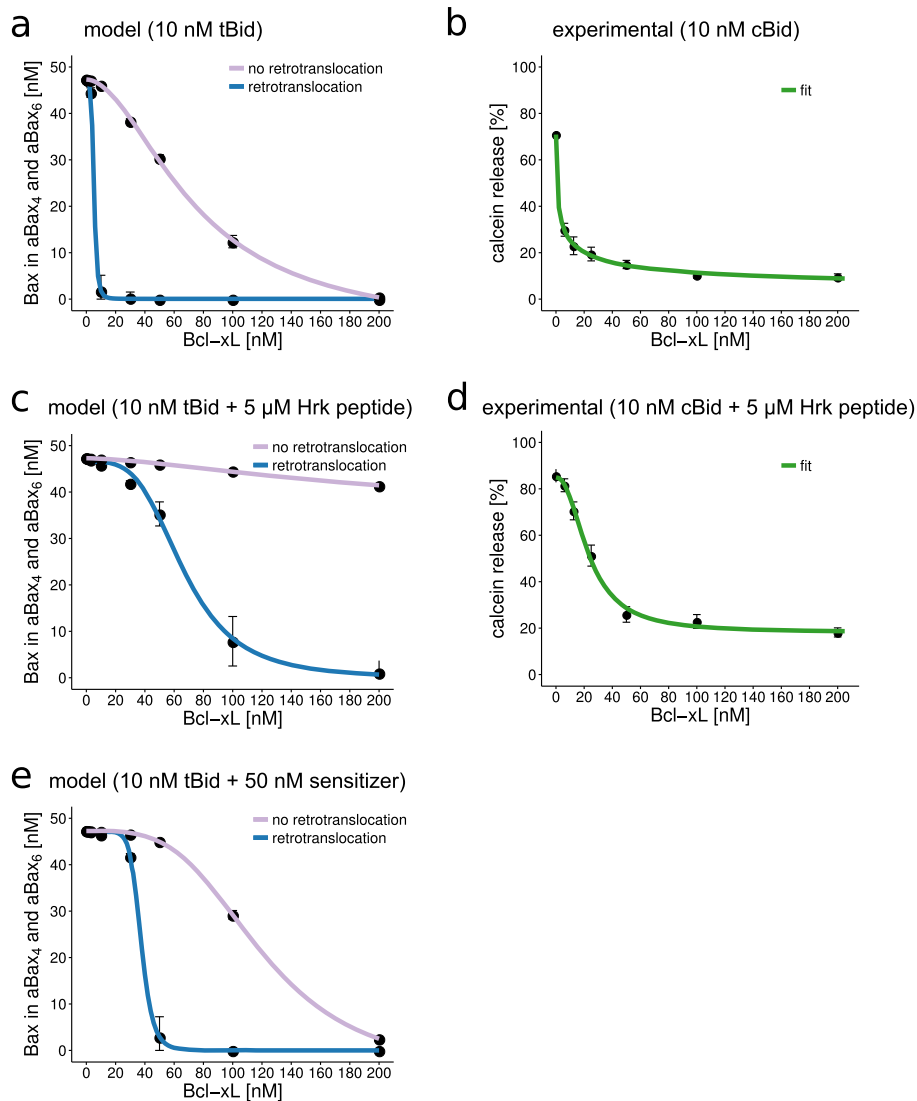 a
model (10 nM tBid)
Bax in aBax4 and aBax6 [nM]
50
40
30
20
10
0
no retrotranslocation
retrotranslocation
0 20 40 60 80 100 120 140 160 180 200
Bcl−xL [nM]
b
experimental (10 nM cBid)
calcein release [%]
100
80
60
40
20
0
fit
0 20 40 60 80 100 120 140 160 180 200
Bcl−xL [nM]
c
model (10 nM tBid + 5 µM Hrk peptide)
Bax in aBax4 and aBax6 [nM]
50
40
30
20
10
0
no retrotranslocation
retrotranslocation
0 20 40 60 80 100 120 140 160 180 200
Bcl−xL [nM]
d
experimental (10 nM cBid + 5 µM Hrk peptide)
calcein release [%]
100
80
60
40
20
0
fit
0 20 40 60 80 100 120 140 160 180 200
Bcl−xL [nM]
e
model (10 nM tBid + 50 nM sensitizer)
Bax in aBax4 and aBax6 [nM]
50
40
30
20
10
0
no retrotranslocation
retrotranslocation
0 20 40 60 80 100 120 140 160 180 200
Bcl−xL [nM]